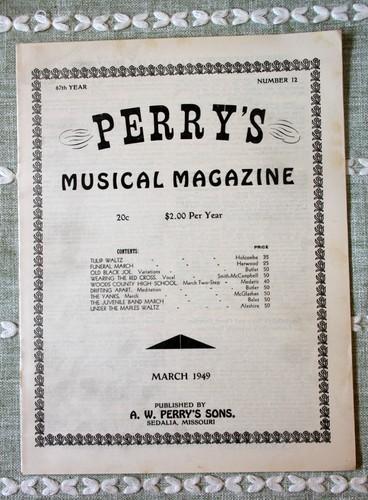 67th YEAR NUMBER 12
PERRY'S
MUSICAL MAGAZINE
20c $2.00 Per Year
CONTENTS: PRICE
TULIP WALTZ - - - - Holcombe 35
FUNERAL MARCH - - - - Harwood 25
OLD BLACK JOE. Variations - - - Butler 50
WEARING THE RED CROSS. Vocal - Smith-McCampbell 50
WOODS COUNTY HIGH SCHOOL. March Two-Step - Medaris 40
DRIFTING APART. Meditation - - - Butler 50
THE YANKS. March - - - McGlathan 50
THE JUVENILE BAND MARCH - - - Bales 50
UNDER THE MAPLES WALTZ - - - Aleshire 50
MARCH 1949
PUBLISHED BY
A. W. PERRY'S SONS.
SEDALIA, MISSOURI